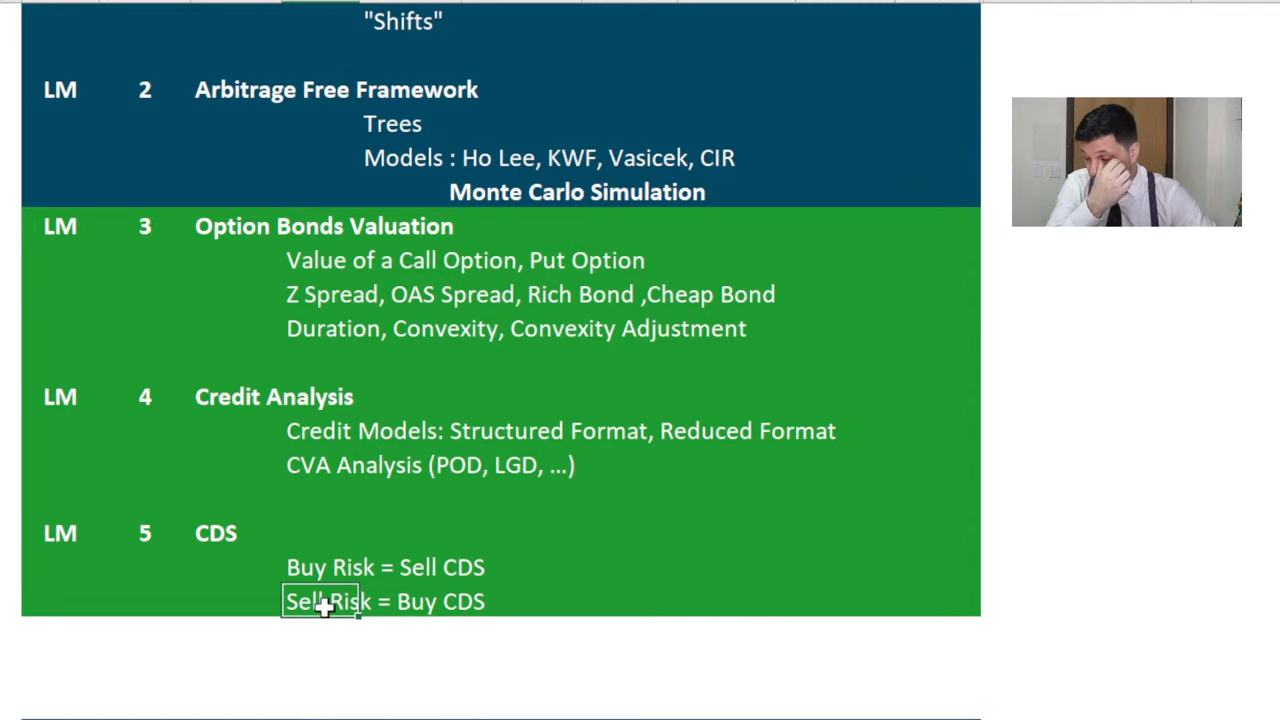 "Shifts"
LM 2 Arbitrage Free Framework
Trees
Models : Ho Lee, KWF, Vasicek, CIR
Monte Carlo Simulation
LM 3 Option Bonds Valuation
Value of a Call Option, Put Option
Z Spread, OAS Spread, Rich Bond ,Cheap Bond
Duration, Convexity, Convexity Adjustment
LM 4 Credit Analysis
Credit Models: Structured Format, Reduced Format
CVA Analysis (POD, LGD, ...)
LM 5 CDS
Buy Risk = Sell CDS
Sell Risk = Buy CDS